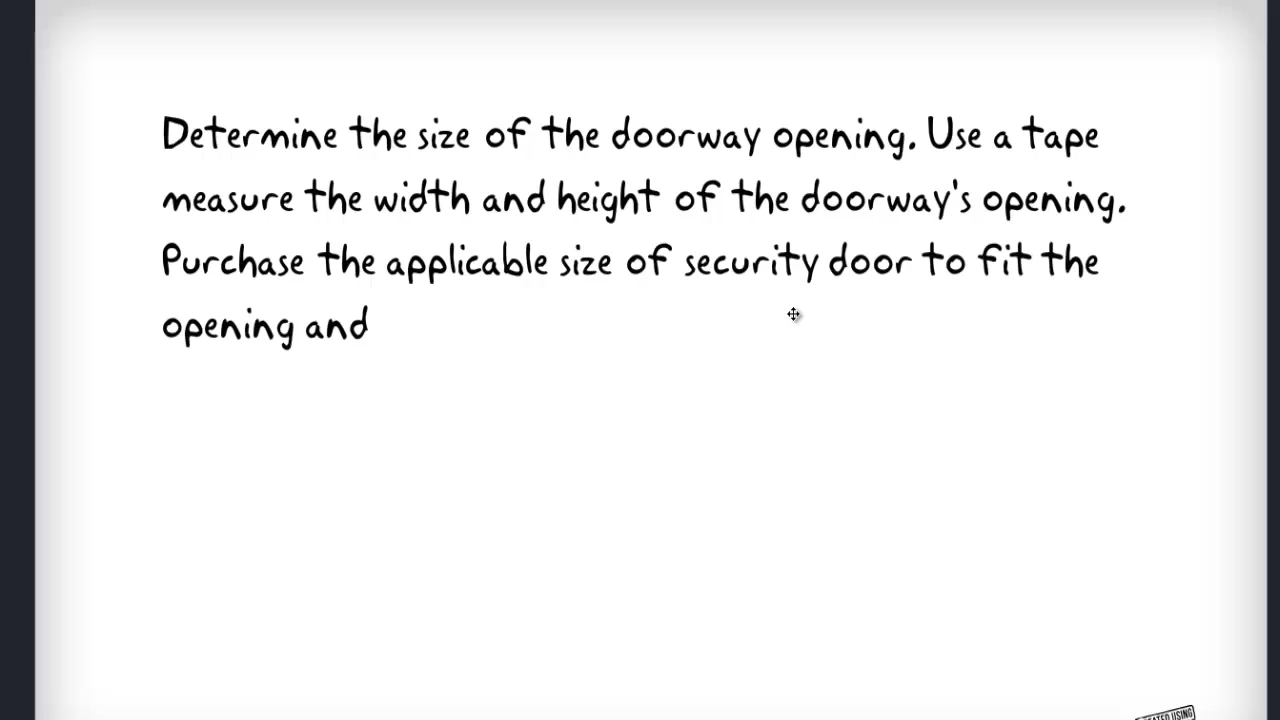 Determine the size of the doorway opening. Use a tape
measure the width and height of the doorway's opening.
Purchase the applicable size of security door to fit the
opening and
USING